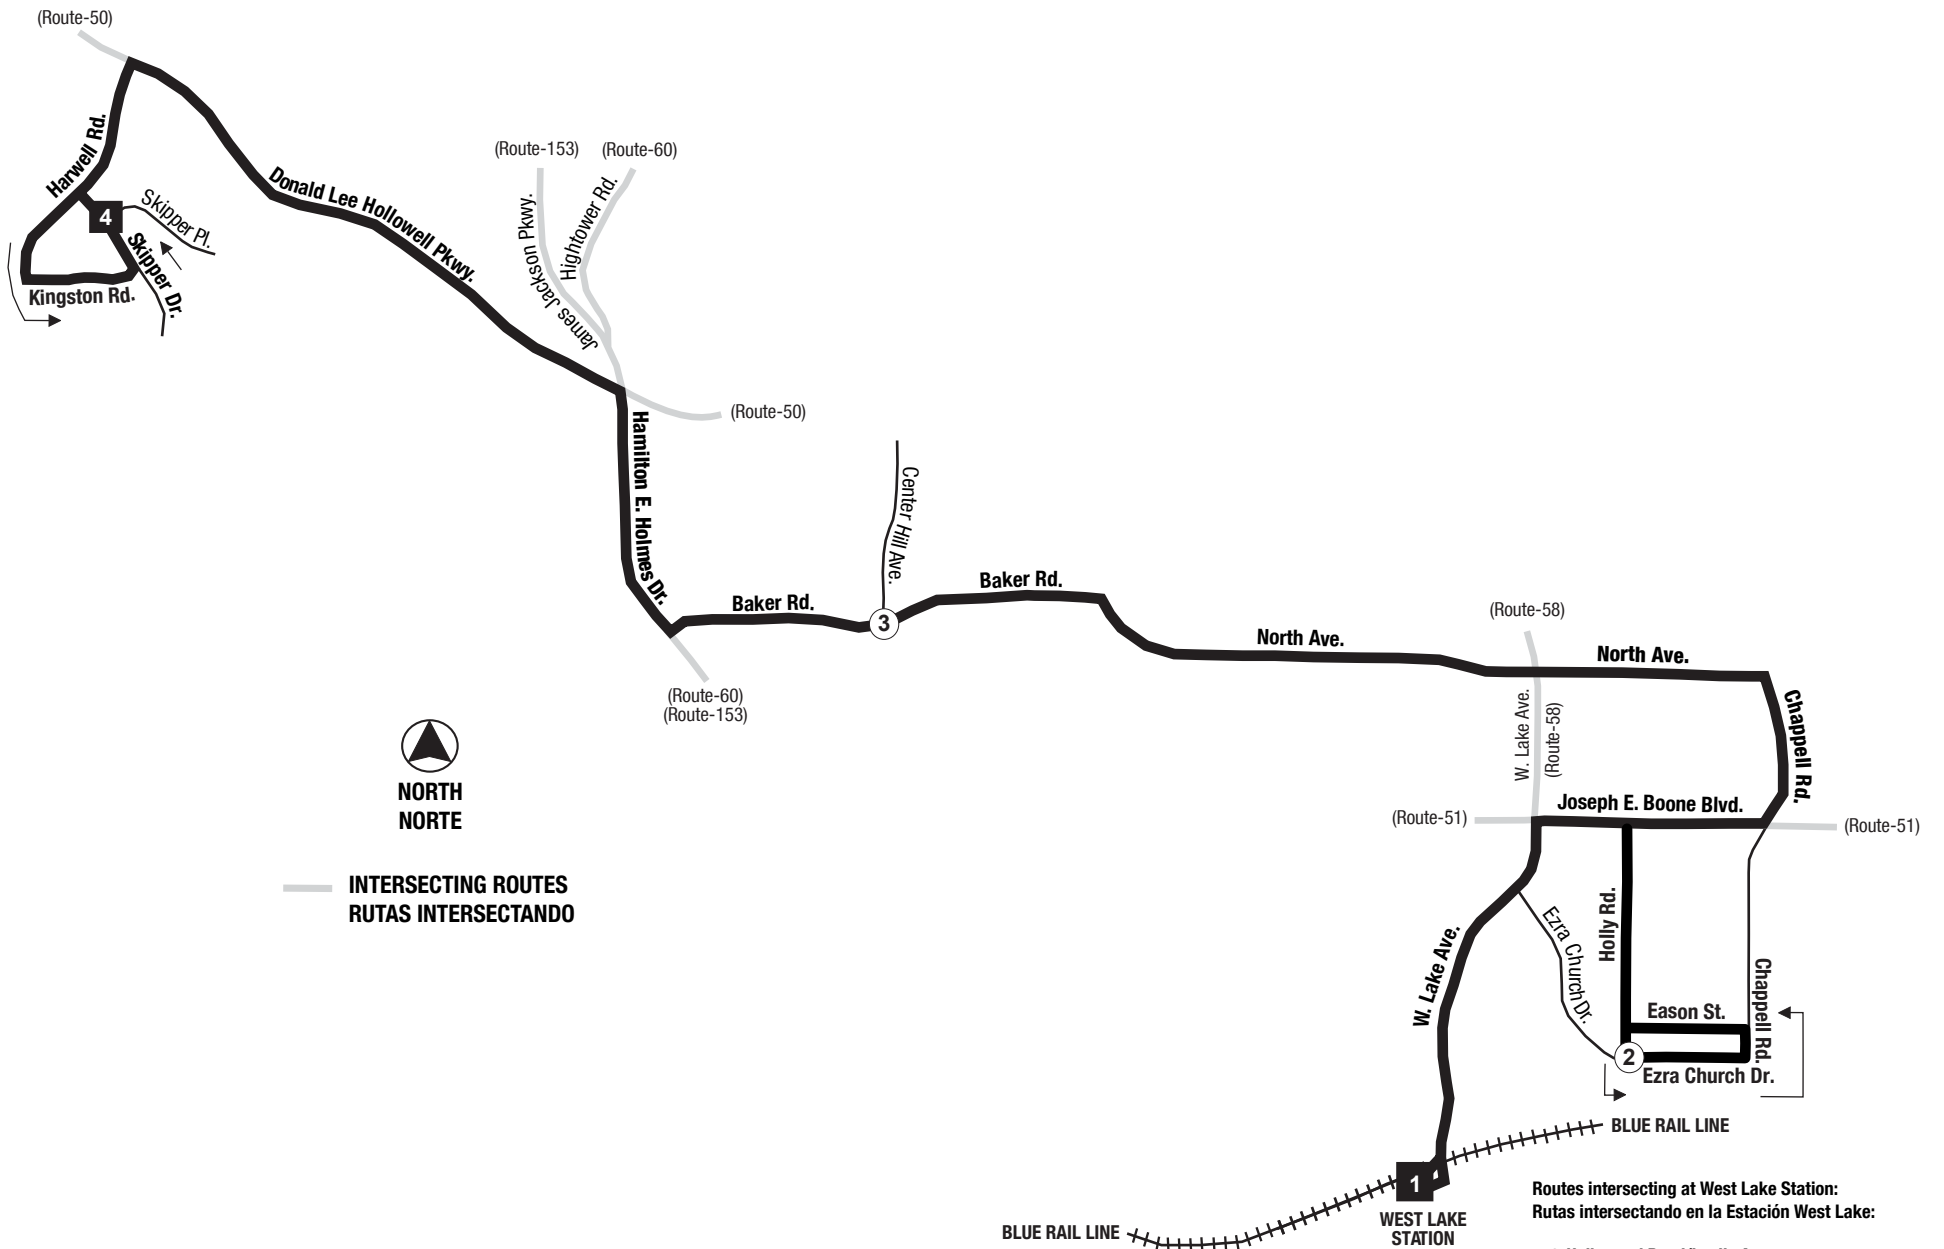 (Route-50)
Harwell Rd.
4
Skipper Pl.
Skipper Dr.
Kingston Rd.
Donald Lee Hollowell Pkwy.
(Route-153)
(Route-60)
James Jackson Pkwy.
Hightower Rd.
(Route-50)
Hamilton E. Holmes Dr.
Center Hill Ave.
Baker Rd.
3
Baker Rd.
(Route-60)
(Route-153)
North Ave.
(Route-58)
North Ave.
W. Lake Ave.
(Route-58)
Chappell Rd.
NORTH
NORTE
INTERSECTING ROUTES
RUTAS INTERSECTANDO
(Route-51)
Joseph E. Boone Blvd.
(Route-51)
W. Lake Ave.
Ezra Church Dr.
Holly Rd.
Eason St.
Chappell Rd.
2
Ezra Church Dr.
BLUE RAIL LINE
1
WEST LAKE
STATION
BLUE RAIL LINE
Routes intersecting at West Lake Station:
Rutas intersectando en la Estación West Lake: